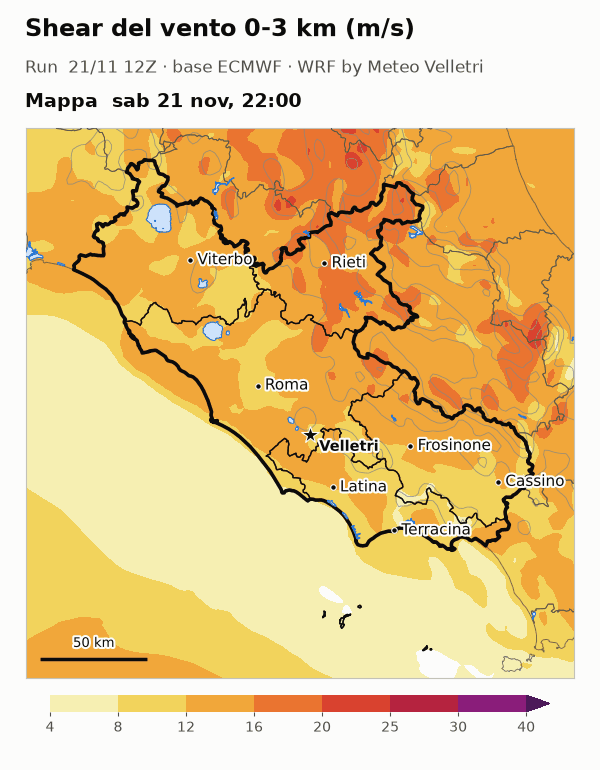 Shear del vento 0-3 km (m/s)
Run 21/11 12Z · base ECMWF · WRF by Meteo Velletri
Mappa sab 21 nov, 22:00
Viterbo
Rieti
Roma
Velletri
Frosinone
Latina
Cassino
Terracina
50 km
4 8 12 16 20 25 30 40